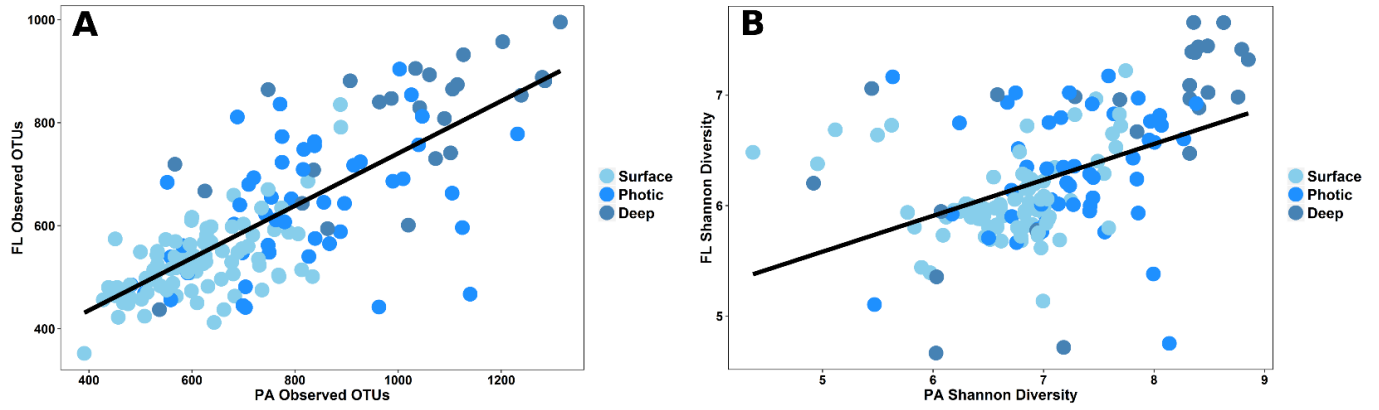 A
1000
800
600
400
FL Observed OTUs
400
600
800
1000
1200
PA Observed OTUs
Surface
Photic
Deep
B
7
6
5
FL Shannon Diversity
5
6
7
8
9
PA Shannon Diversity
Surface
Photic
Deep